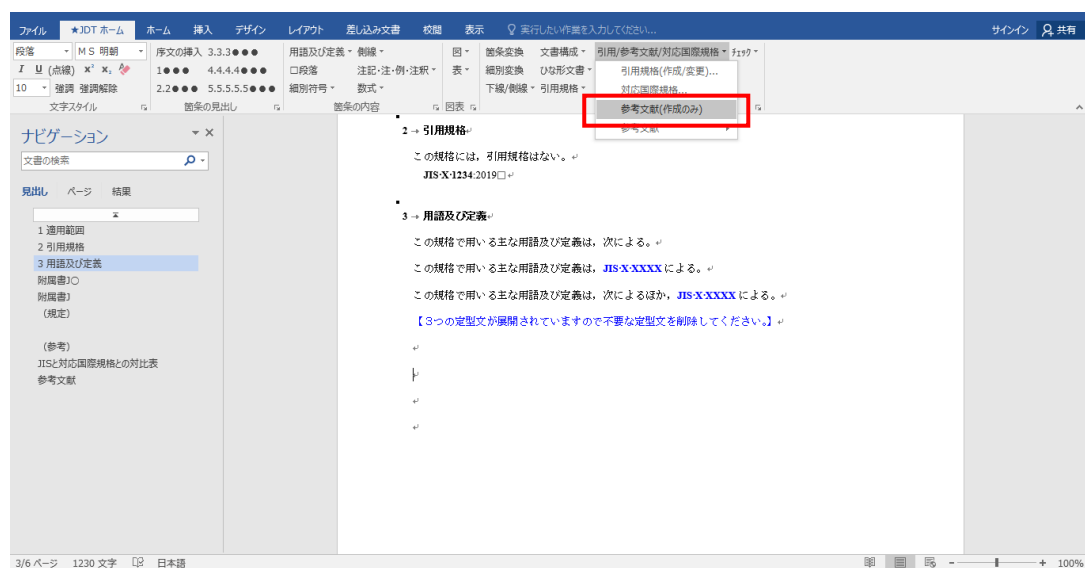 ファイル ★JDT ホーム ホーム 挿入 デザイン レイアウト 差し込み文書 校閲 表示 実行したい作業を入力してください... サインイン 共有
段落 MS 明朝 序文の挿入 3.3.3●●● 用語及び定義 側線 図 箇条変換 文書構成 引用/参考文献/対応国際規格 チェック
I U (点線) x² x₂ 1●●● 4.4.4.4●●● 口段落 注記・注・例・注釈 表 細別変換 ひな形文書 引用規格(作成/変更)...
10 強調 強調解除 2.2●●● 5.5.5.5.5●●● 細別符号 数式 下線/側線 引用規格 対応国際規格...
文字スタイル 箇条の見出し 箇条の内容 図表 参考文献(作成のみ)
参考文献
ナビゲーション
文書の検索
見出し ページ 結果
1 適用範囲
2 引用規格
3 用語及び定義
附属書J○
附属書J
(規定)
(参考)
JISと対応国際規格との対比表
参考文献
2 → 引用規格
この規格には，引用規格はない。
JIS X 1234:2019□
3 → 用語及び定義
この規格で用いる主な用語及び定義は，次による。
この規格で用いる主な用語及び定義は，JIS X XXXX による。
この規格で用いる主な用語及び定義は，次によるほか，JIS X XXXX による。
【３つの定型文が展開されていますので不要な定型文を削除してください。】
3/6 ページ 1230 文字 日本語 100%